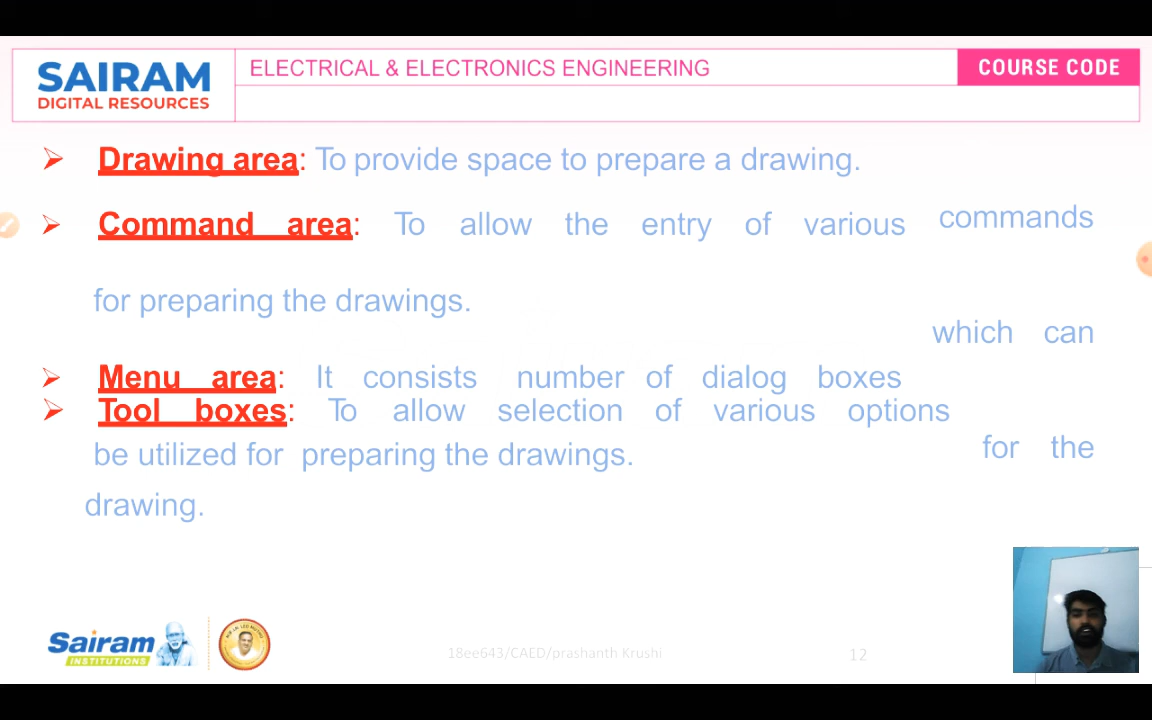 SAIRAM
DIGITAL RESOURCES
ELECTRICAL & ELECTRONICS ENGINEERING
COURSE CODE
➢ Drawing area: To provide space to prepare a drawing.
➢ Command area: To allow the entry of various commands
for preparing the drawings.
which can
➢ Menu area: It consists number of dialog boxes
➢ Tool boxes: To allow selection of various options
for the
be utilized for preparing the drawings.
drawing.
Sairam
INSTITUTIONS
18ee643/CAED/prashanth Krushi
12